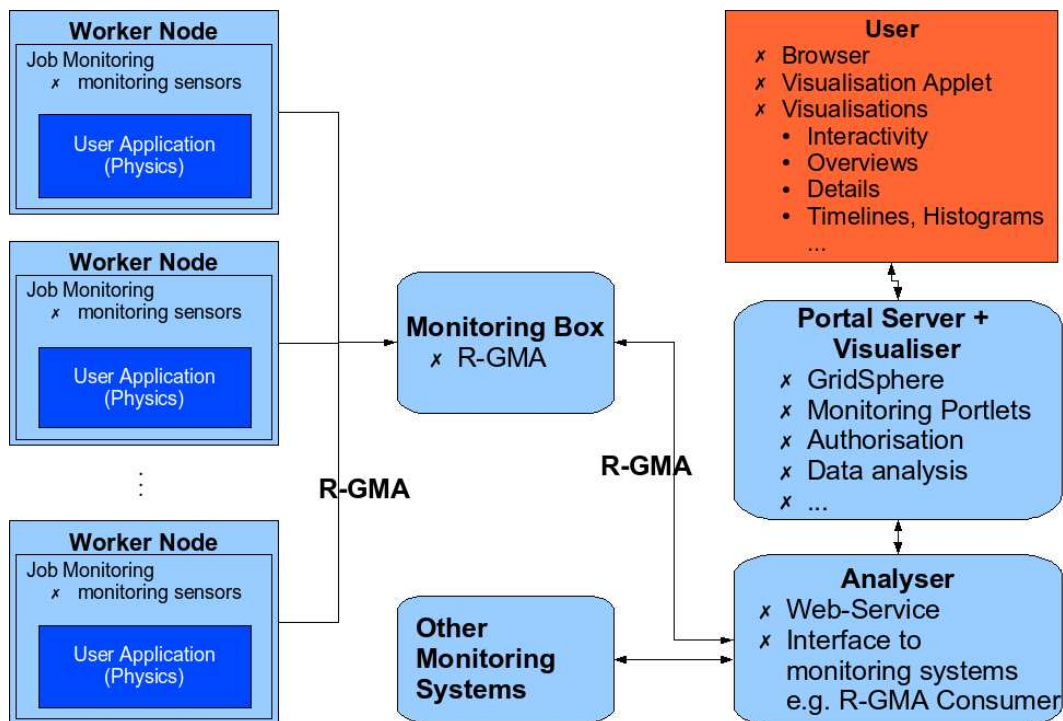 Worker Node
Job Monitoring
✗ monitoring sensors
User Application
(Physics)
Worker Node
Job Monitoring
✗ monitoring sensors
User Application
(Physics)
⋮
Worker Node
Job Monitoring
✗ monitoring sensors
User Application
(Physics)
R-GMA
Monitoring Box
✗ R-GMA
R-GMA
Other
Monitoring
Systems
User
✗ Browser
✗ Visualisation Applet
✗ Visualisations
• Interactivity
• Overviews
• Details
• Timelines, Histograms
...
Portal Server +
Visualiser
✗ GridSphere
✗ Monitoring Portlets
✗ Authorisation
✗ Data analysis
✗ ...
Analyser
✗ Web-Service
✗ Interface to
monitoring systems
e.g. R-GMA Consumer